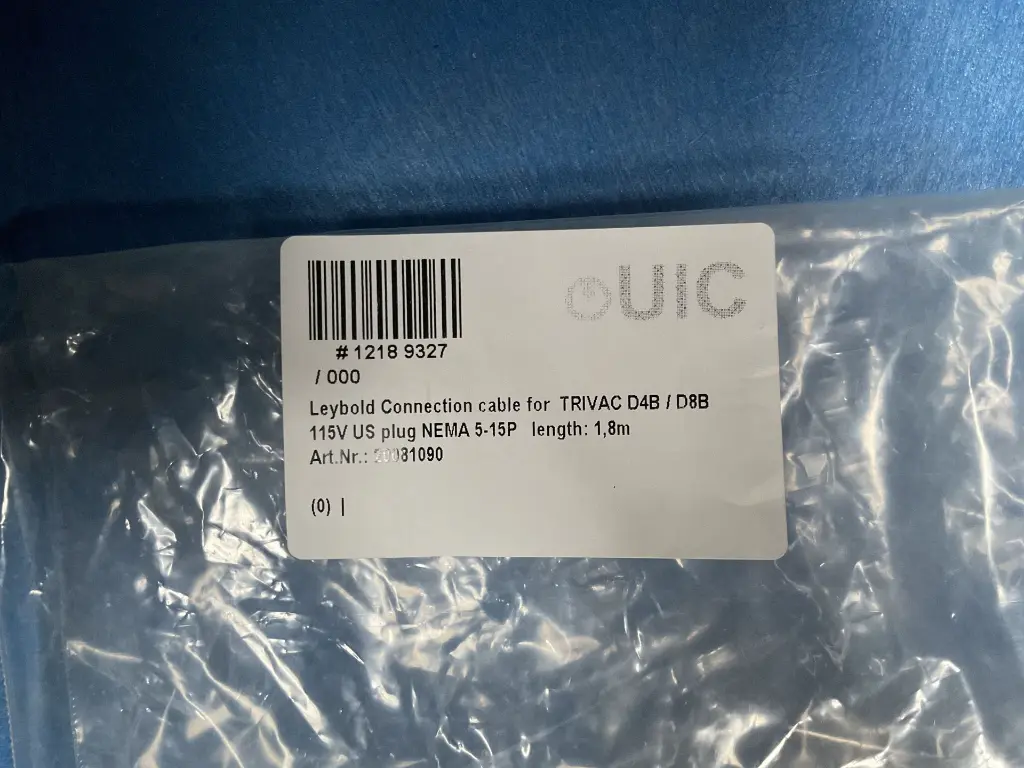 UIC
# 1218 9327
/ 000
Leybold Connection cable for TRIVAC D4B / D8B
115V US plug NEMA 5-15P length: 1,8m
Art.Nr.:
(0) |